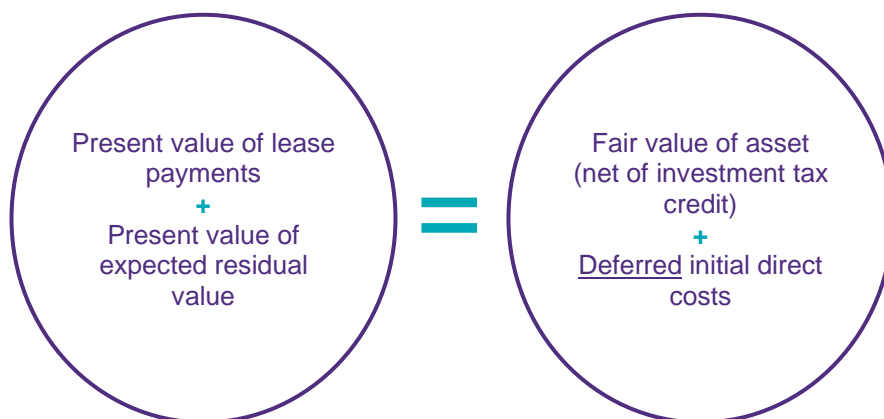 Present value of lease
payments
+
Present value of
expected residual
value
=
Fair value of asset
(net of investment tax
credit)
+
Deferred initial direct
costs